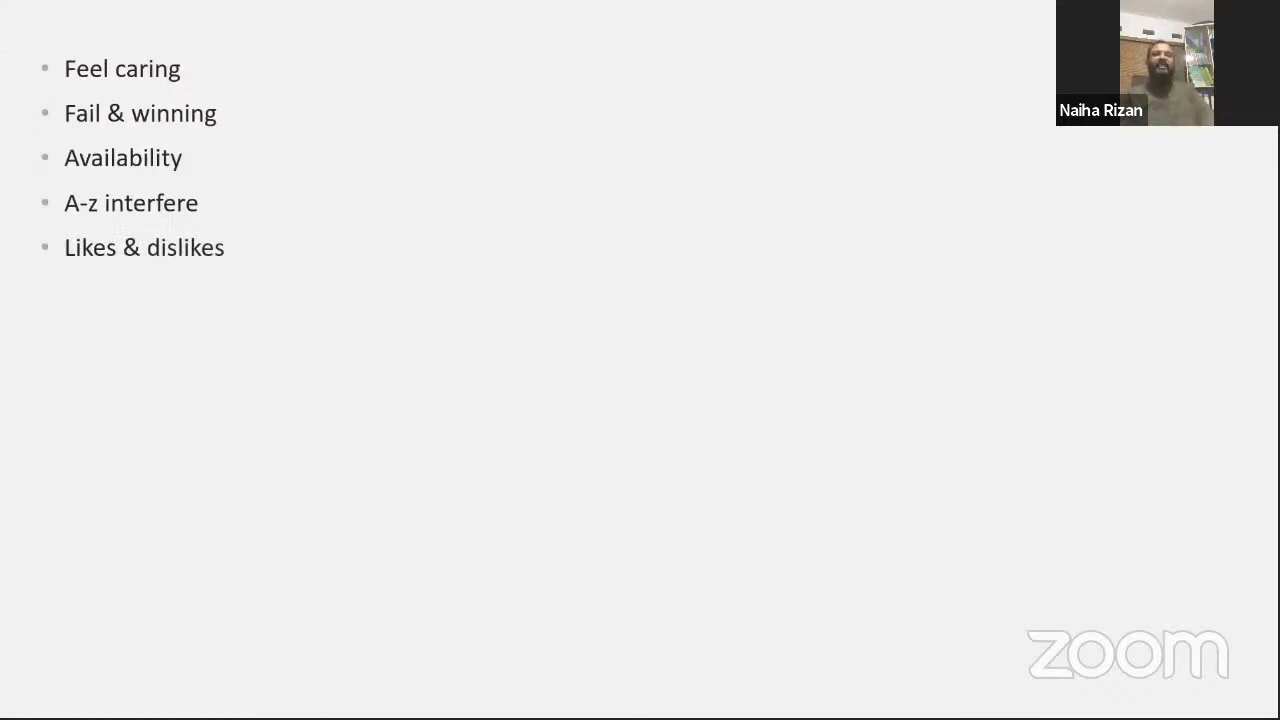 Feel caring
Fail & winning
Availability
A-z interfere
Likes & dislikes
Naiha Rizan
zoom